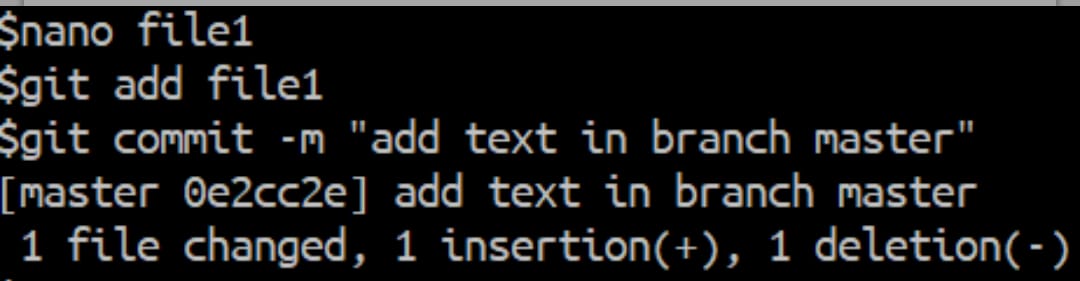 $nano file1
$git add file1
$git commit -m "add text in branch master"
[master 0e2cc2e] add text in branch master
 1 file changed, 1 insertion(+), 1 deletion(-)